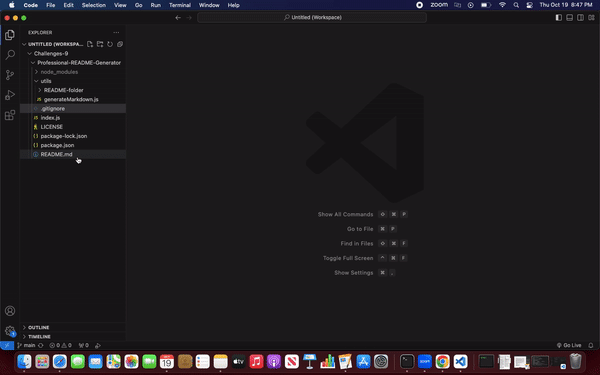 Code File Edit Selection View Go Run Terminal Window Help zoom Thu Oct 19 8:47 PM
Untitled (Workspace)
EXPLORER
UNTITLED (WORKSPA...
Challenges-9
Professional-README-Generator
node_modules
utils
README-folder
generateMarkdown.js
.gitignore
index.js
LICENSE
package-lock.json
package.json
README.md
Show All Commands ⇧ ⌘ P
Go to File ⌘ P
Find in Files ⇧ ⌘ F
Toggle Full Screen ⌃ ⌘ F
Show Settings ⌘ ,
OUTLINE
TIMELINE
main 0 0 0 Go Live